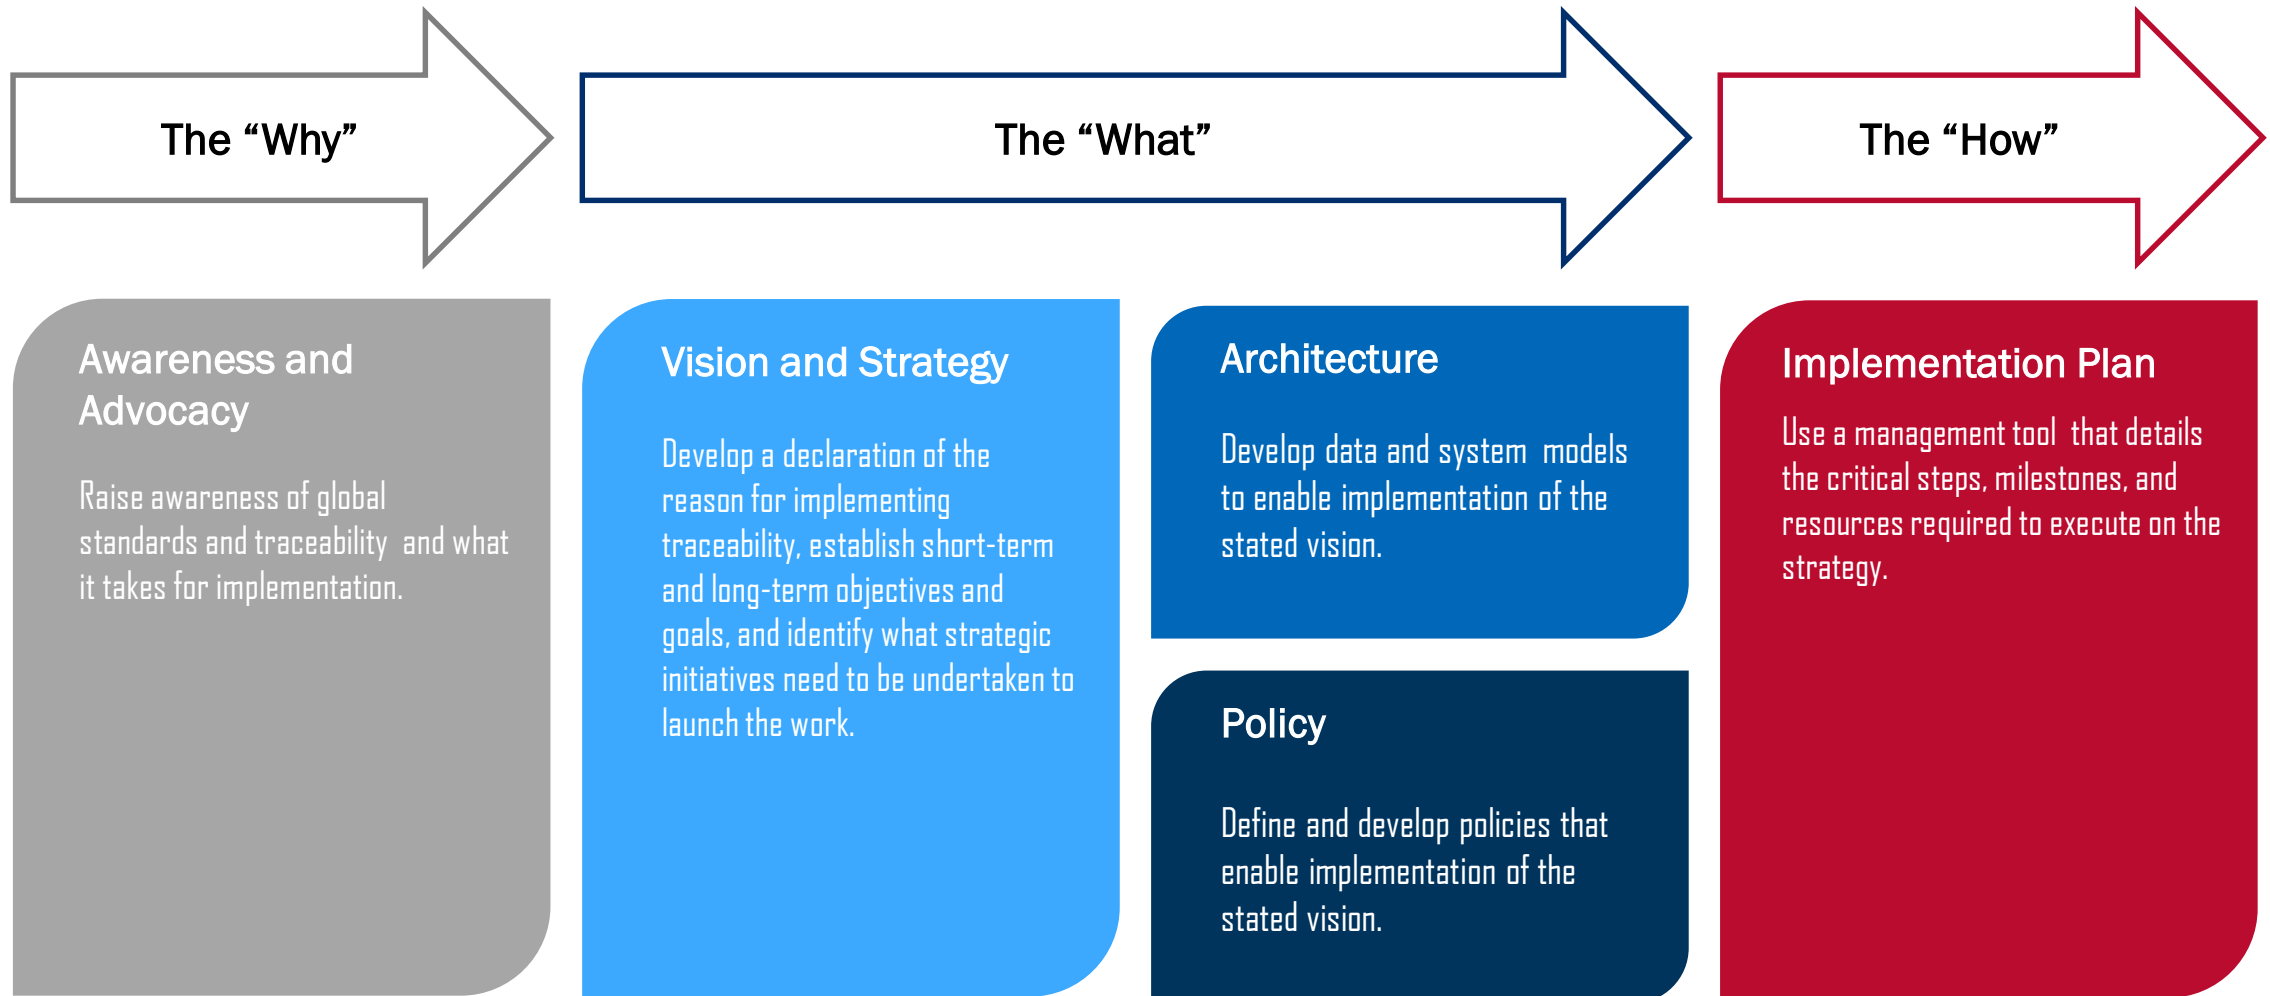 The “Why”
The “What”
The “How”
Awareness and
Advocacy
Raise awareness of global
standards and traceability and what
it takes for implementation.
Vision and Strategy
Develop a declaration of the
reason for implementing
traceability, establish short-term
and long-term objectives and
goals, and identify what strategic
initiatives need to be undertaken to
launch the work.
Architecture
Develop data and system models
to enable implementation of the
stated vision.
Policy
Define and develop policies that
enable implementation of the
stated vision.
Implementation Plan
Use a management tool that details
the critical steps, milestones, and
resources required to execute on the
strategy.